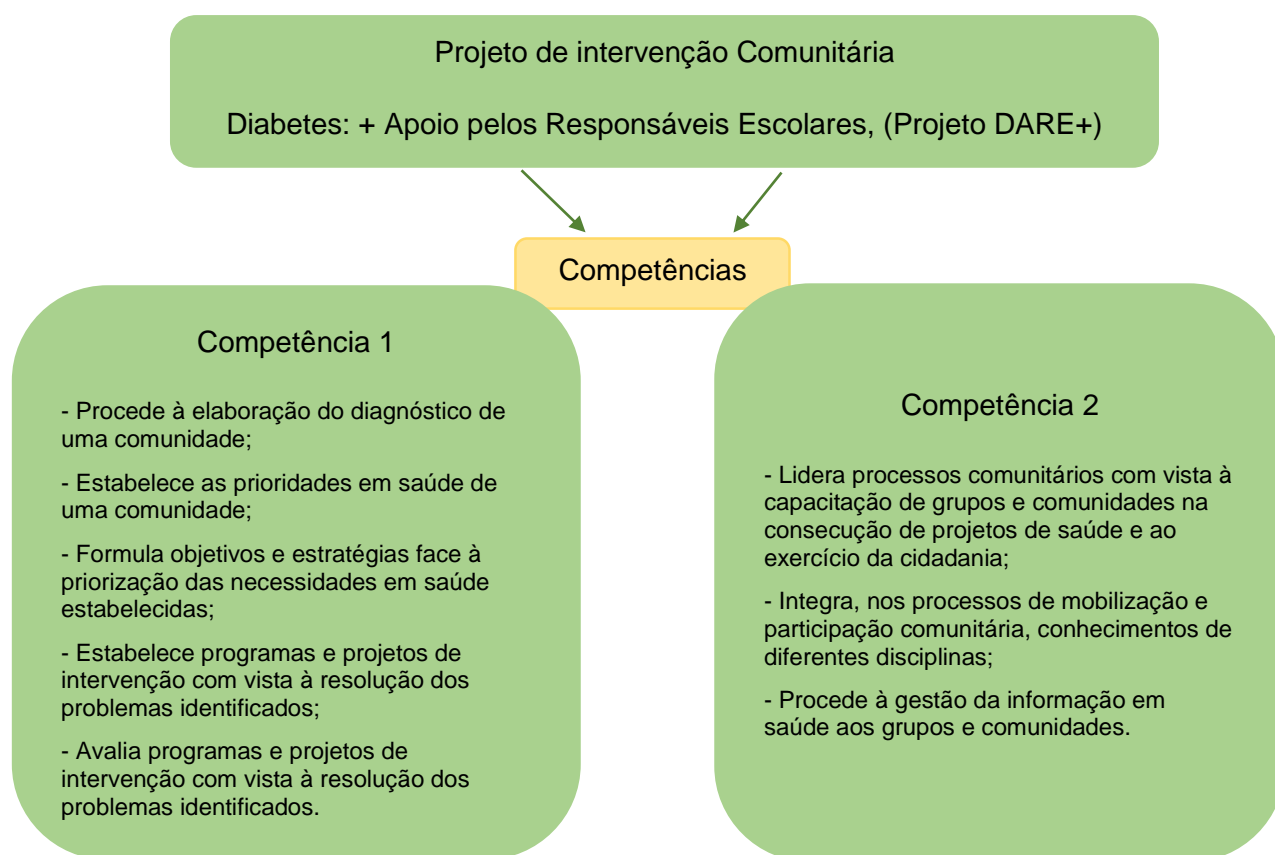 Projeto de intervenção Comunitária
Diabetes: + Apoio pelos Responsáveis Escolares, (Projeto DARE+)
Competências
Competência 1
- Procede à elaboração do diagnóstico de
uma comunidade;
- Estabelece as prioridades em saúde de
uma comunidade;
- Formula objetivos e estratégias face à
priorização das necessidades em saúde
estabelecidas;
- Estabelece programas e projetos de
intervenção com vista à resolução dos
problemas identificados;
- Avalia programas e projetos de
intervenção com vista à resolução dos
problemas identificados.
Competência 2
- Lidera processos comunitários com vista à
capacitação de grupos e comunidades na
consecução de projetos de saúde e ao
exercício da cidadania;
- Integra, nos processos de mobilização e
participação comunitária, conhecimentos de
diferentes disciplinas;
- Procede à gestão da informação em
saúde aos grupos e comunidades.